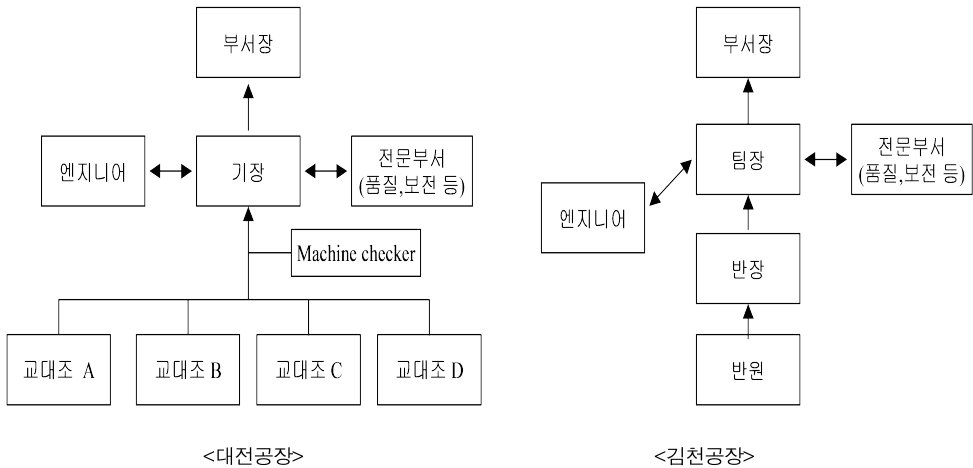 부서장
엔지니어
기장
전문부서
(품질,보전 등)
Machine checker
교대조 A
교대조 B
교대조 C
교대조 D
<대전공장>
부서장
팀장
전문부서
(품질,보전 등)
엔지니어
반장
반원
<김천공장>